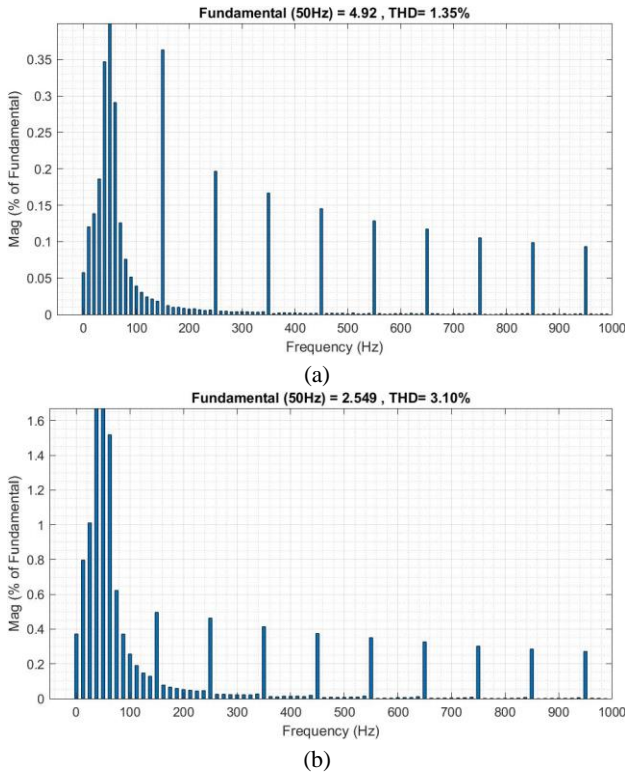 Fundamental (50Hz) = 4.92 , THD= 1.35%
0.35
0.3
0.25
0.2
0.15
0.1
0.05
0
Mag (% of Fundamental)
0 100 200 300 400 500 600 700 800 900 1000
Frequency (Hz)
(a)
Fundamental (50Hz) = 2.549 , THD= 3.10%
1.6
1.4
1.2
1
0.8
0.6
0.4
0.2
0
Mag (% of Fundamental)
0 100 200 300 400 500 600 700 800 900 1000
Frequency (Hz)
(b)